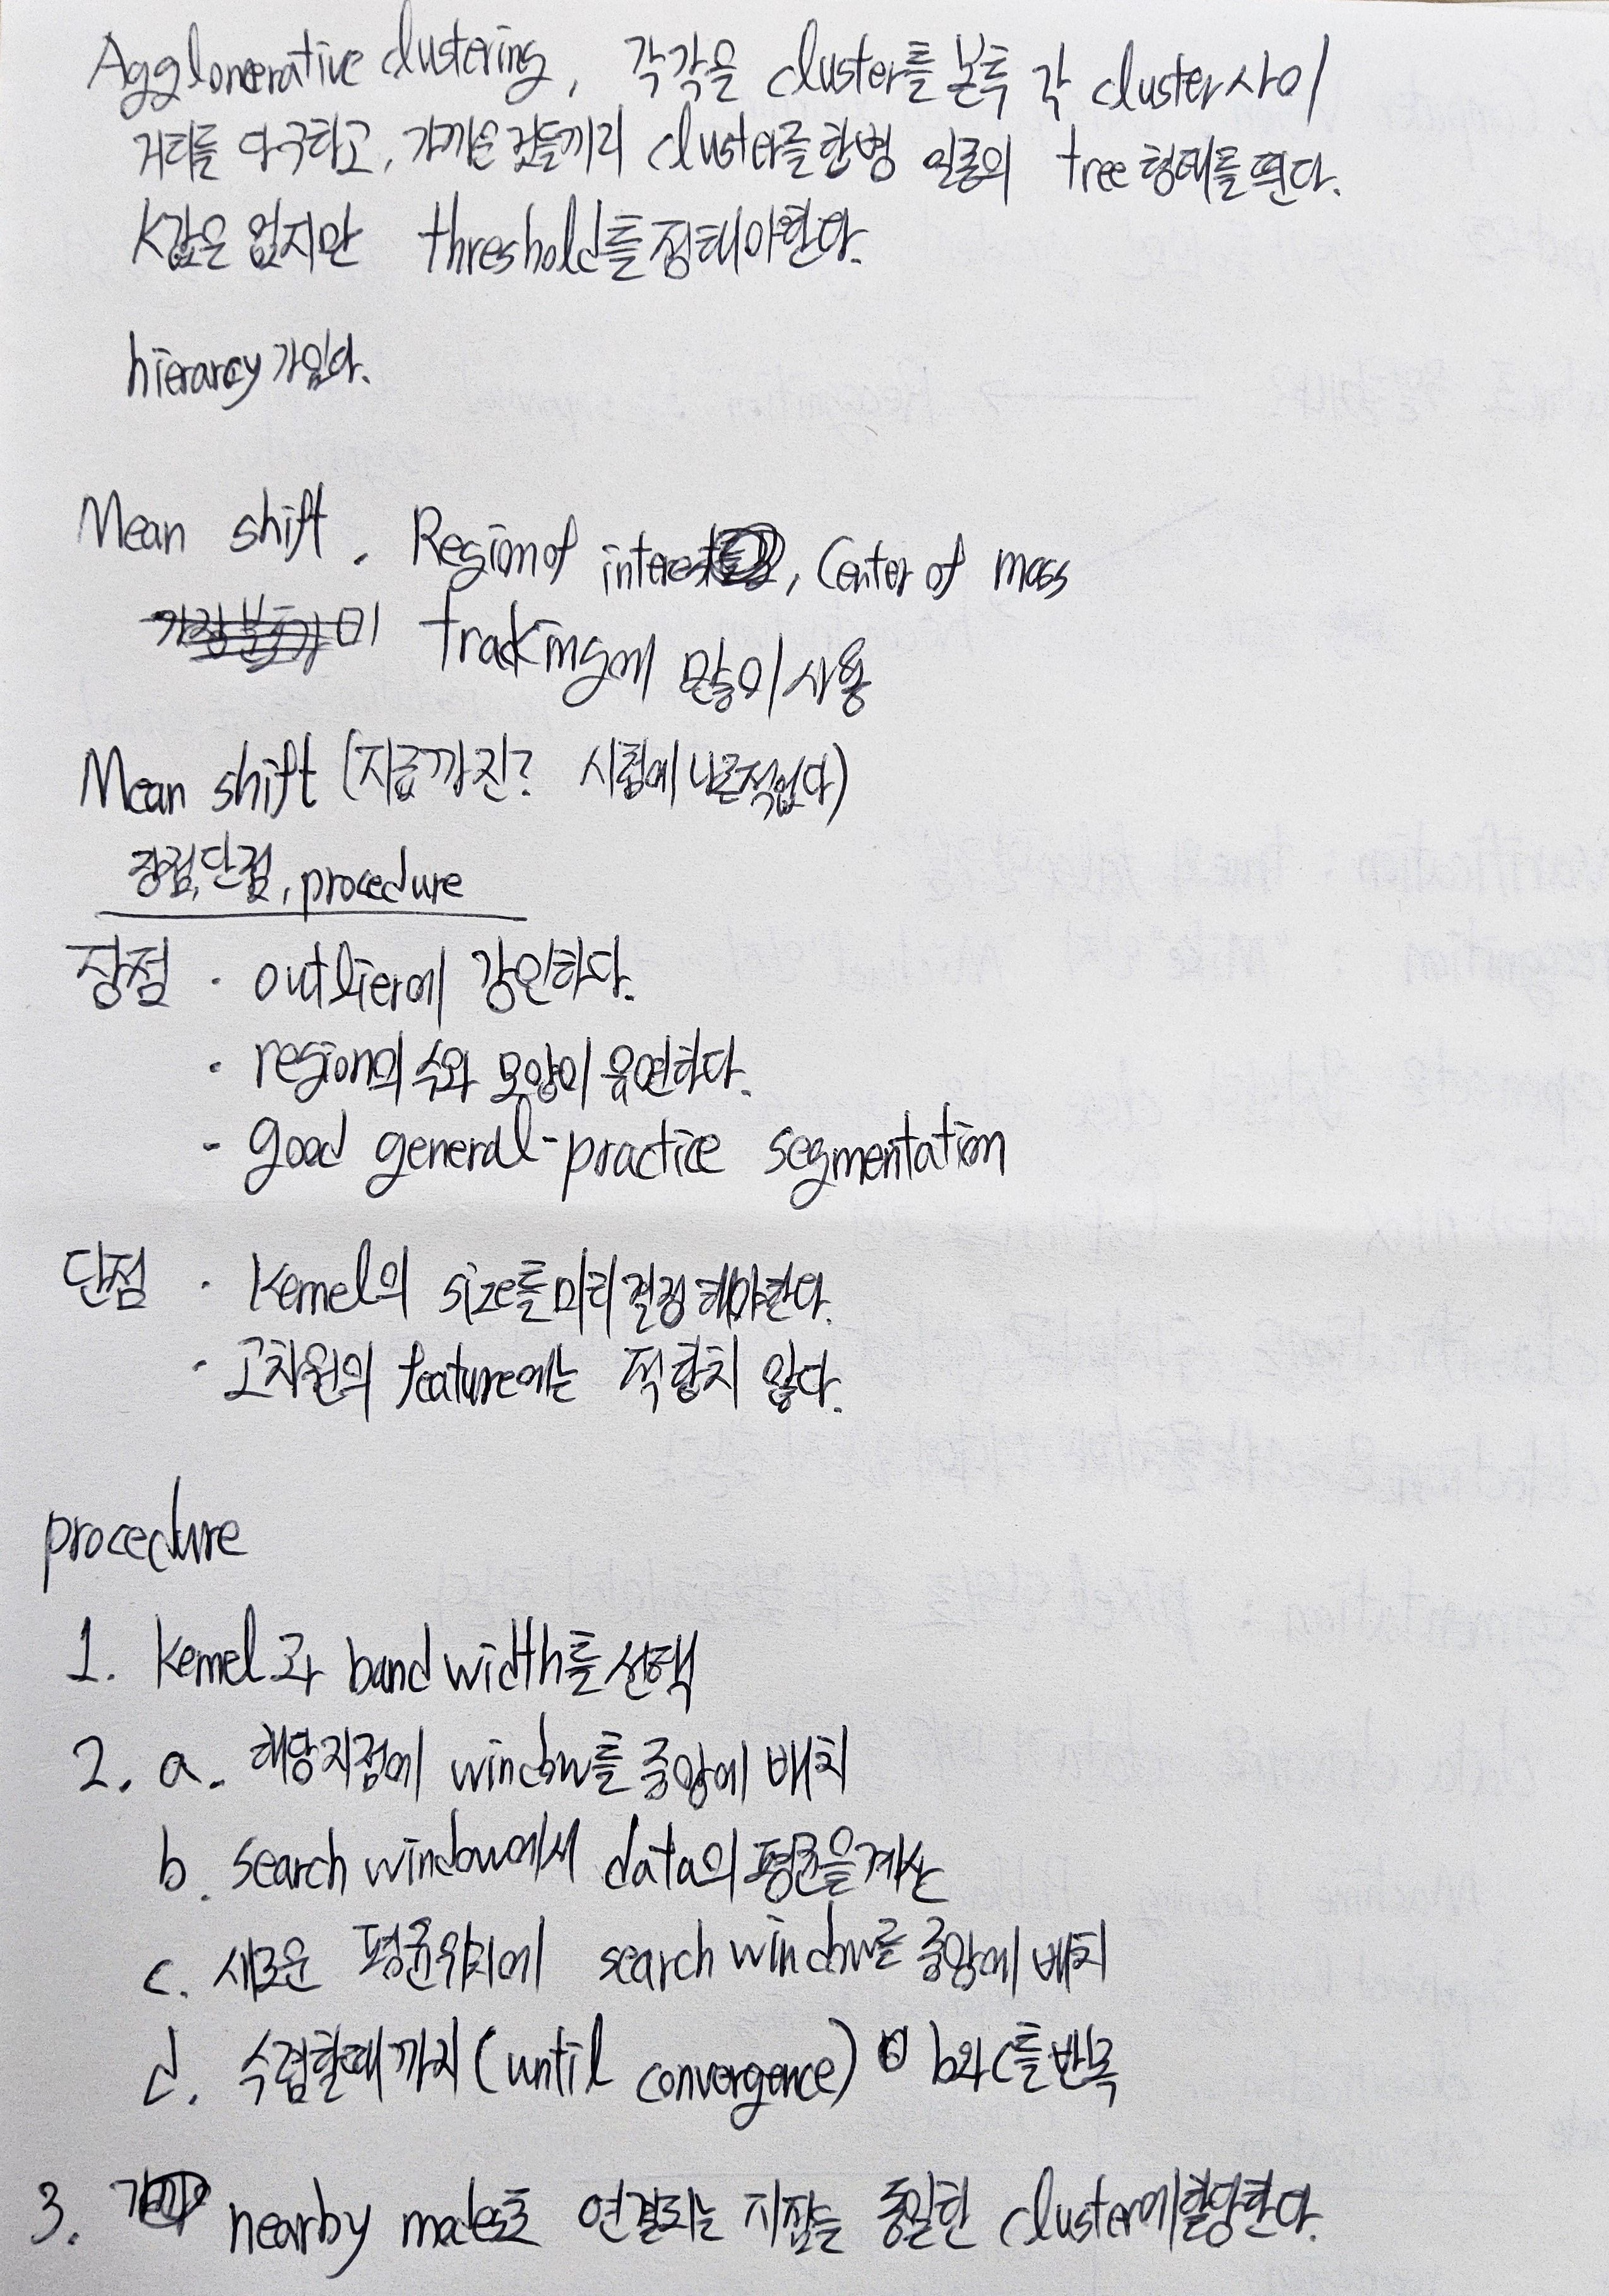 Agglomerative clustering, 각각을 cluster를 본후 각 cluster사이
거리를 다구하고, 가까운것들끼리 cluster를한뱡 일종의 tree형태를띈다.
K값은 없지만 threshold를정해야한다.
hierarcy가있다.
Mean shift. Region of interest, Center of mass
tracking에 많이사용
Mean shift (지금까진? 시험에나온적없다)
장점,단점, procedure
장점 · outlier에 강인하다.
· region의 수와 모양이 유연하다.
- good general-practice segmentation
단점 · Kernel의 size를미리결정해야한다.
· 고차원의 feature에는 적합치 않다.
procedure
1. Kernel과 band width를선택
2. a. 해당지점에 window를 중앙에 배치
b. search window에서 data의평균을계산
c. 새로운 평균위치에 search window를 중앙에 배치
d. 수렴할때까지(until convergence) b와c를반복
3. nearby modes로 연결되는 지점들 동일한 cluster에할당한다.